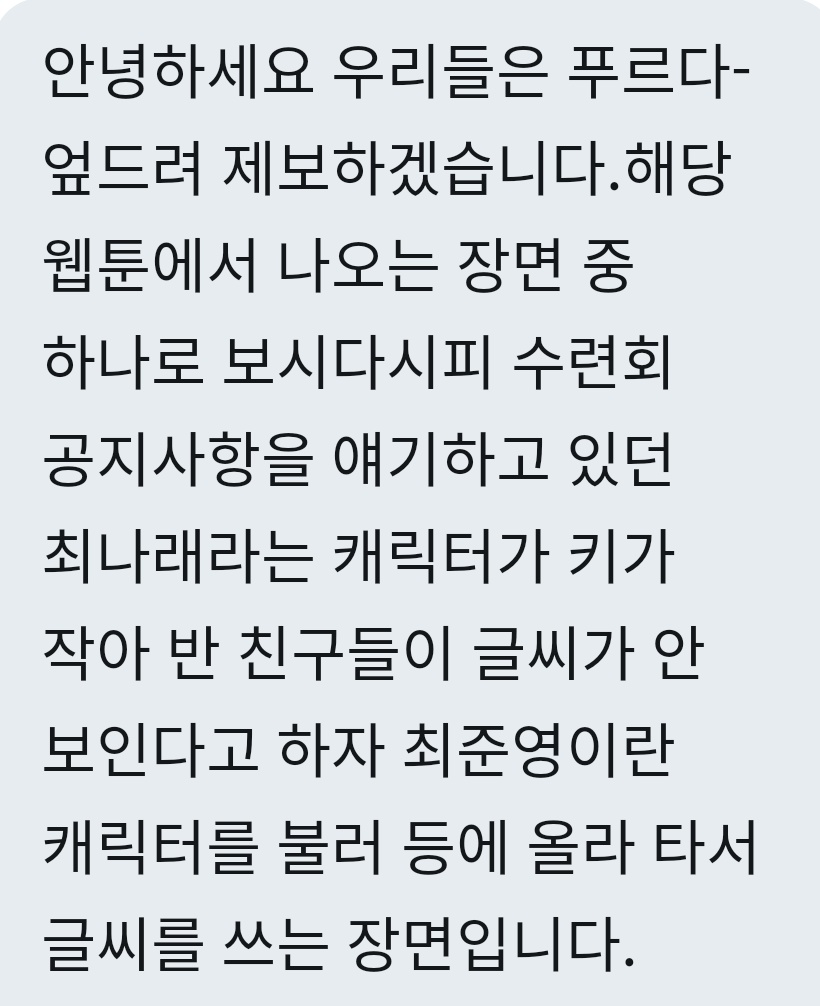 안녕하세요 우리들은 푸르다-
엎드려 제보하겠습니다.해당
웹툰에서 나오는 장면 중
하나로 보시다시피 수련회
공지사항을 얘기하고 있던
최나래라는 캐릭터가 키가
작아 반 친구들이 글씨가 안
보인다고 하자 최준영이란
캐릭터를 불러 등에 올라 타서
글씨를 쓰는 장면입니다.